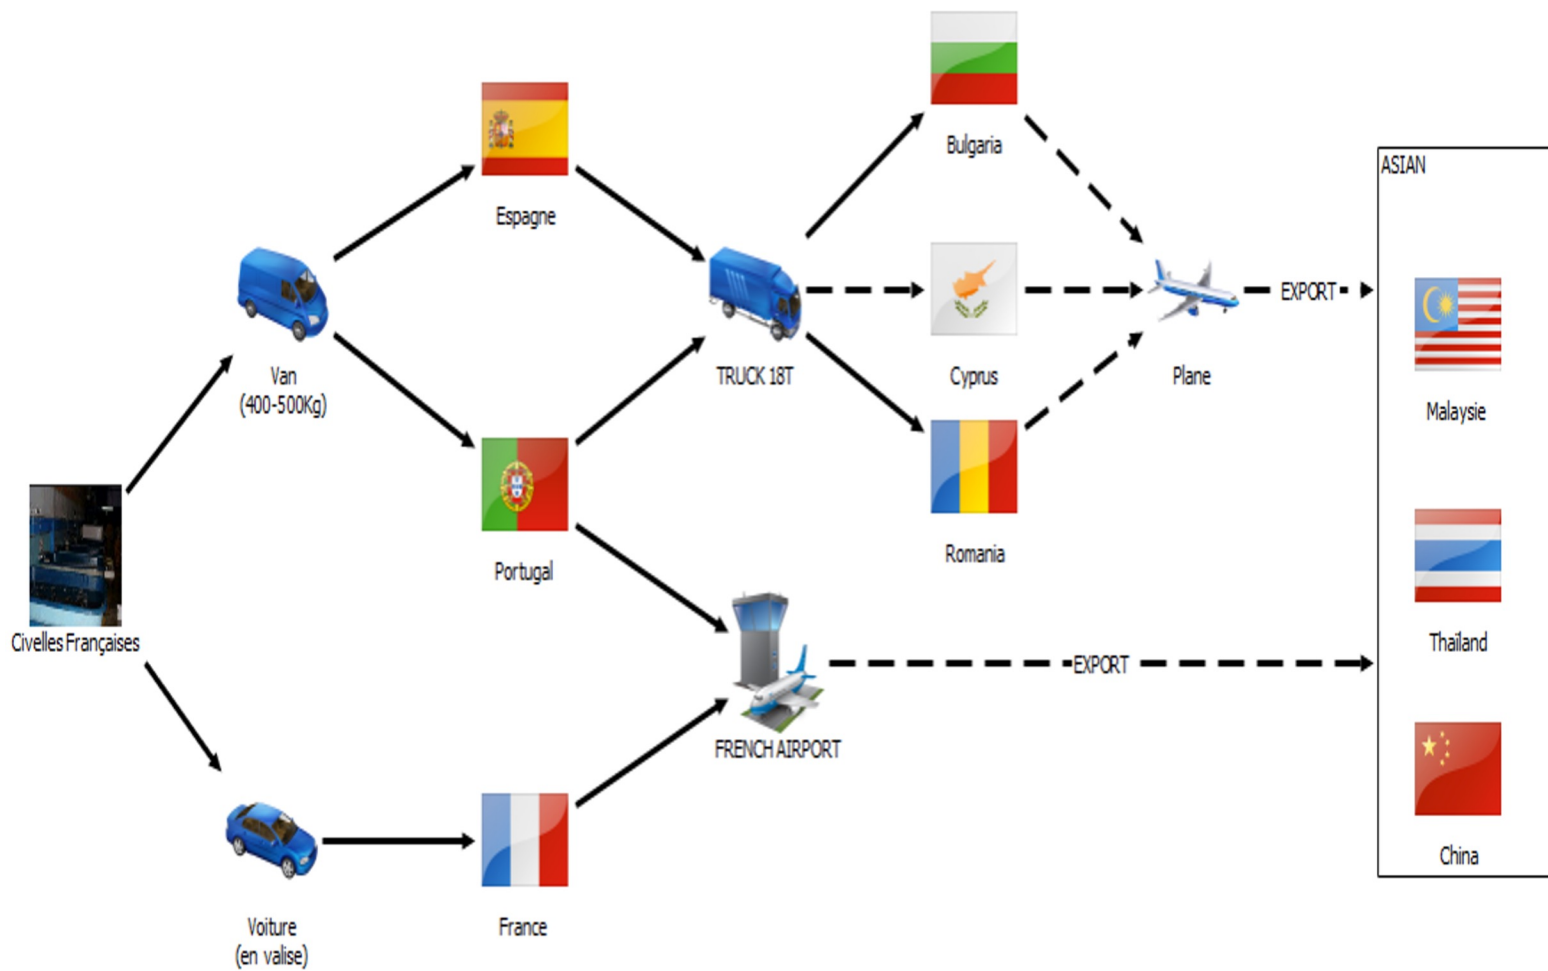 Bulgaria
ASIAN
Espagne
EXPORT
Van
(400-500Kg)
TRUCK 18T
Cyprus
Plane
Malaysie
Portugal
Romania
Civelles Françaises
Thaïland
EXPORT
FRENCH AIRPORT
China
Voiture
(en valise)
France